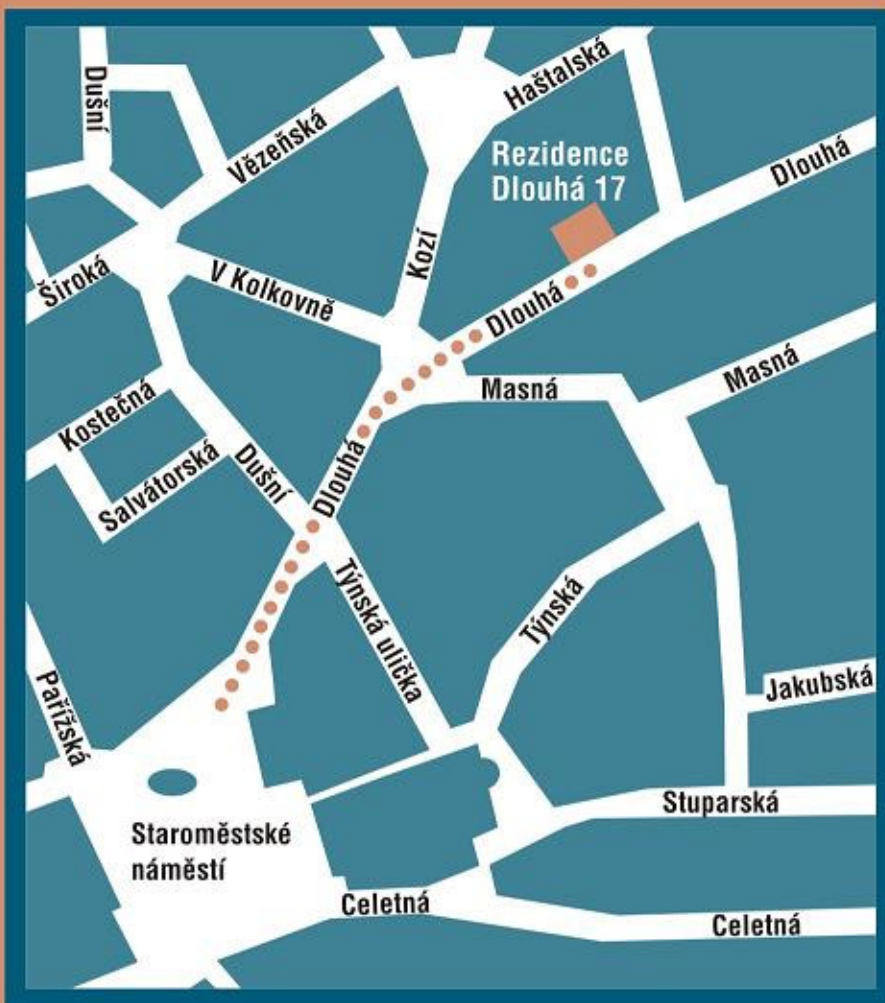 Dušní
Vězeňská
Haštalská
Rezidence
Dlouhá 17
Dlouhá
Široká
V Kolkovně
Kozí
Dlouhá
Masná
Masná
Kostečná
Salvátorská
Dušní
Dlouhá
Týnská ulička
Týnská
Pařížská
Jakubská
Stuparská
Staroměstské
náměstí
Celetná
Celetná